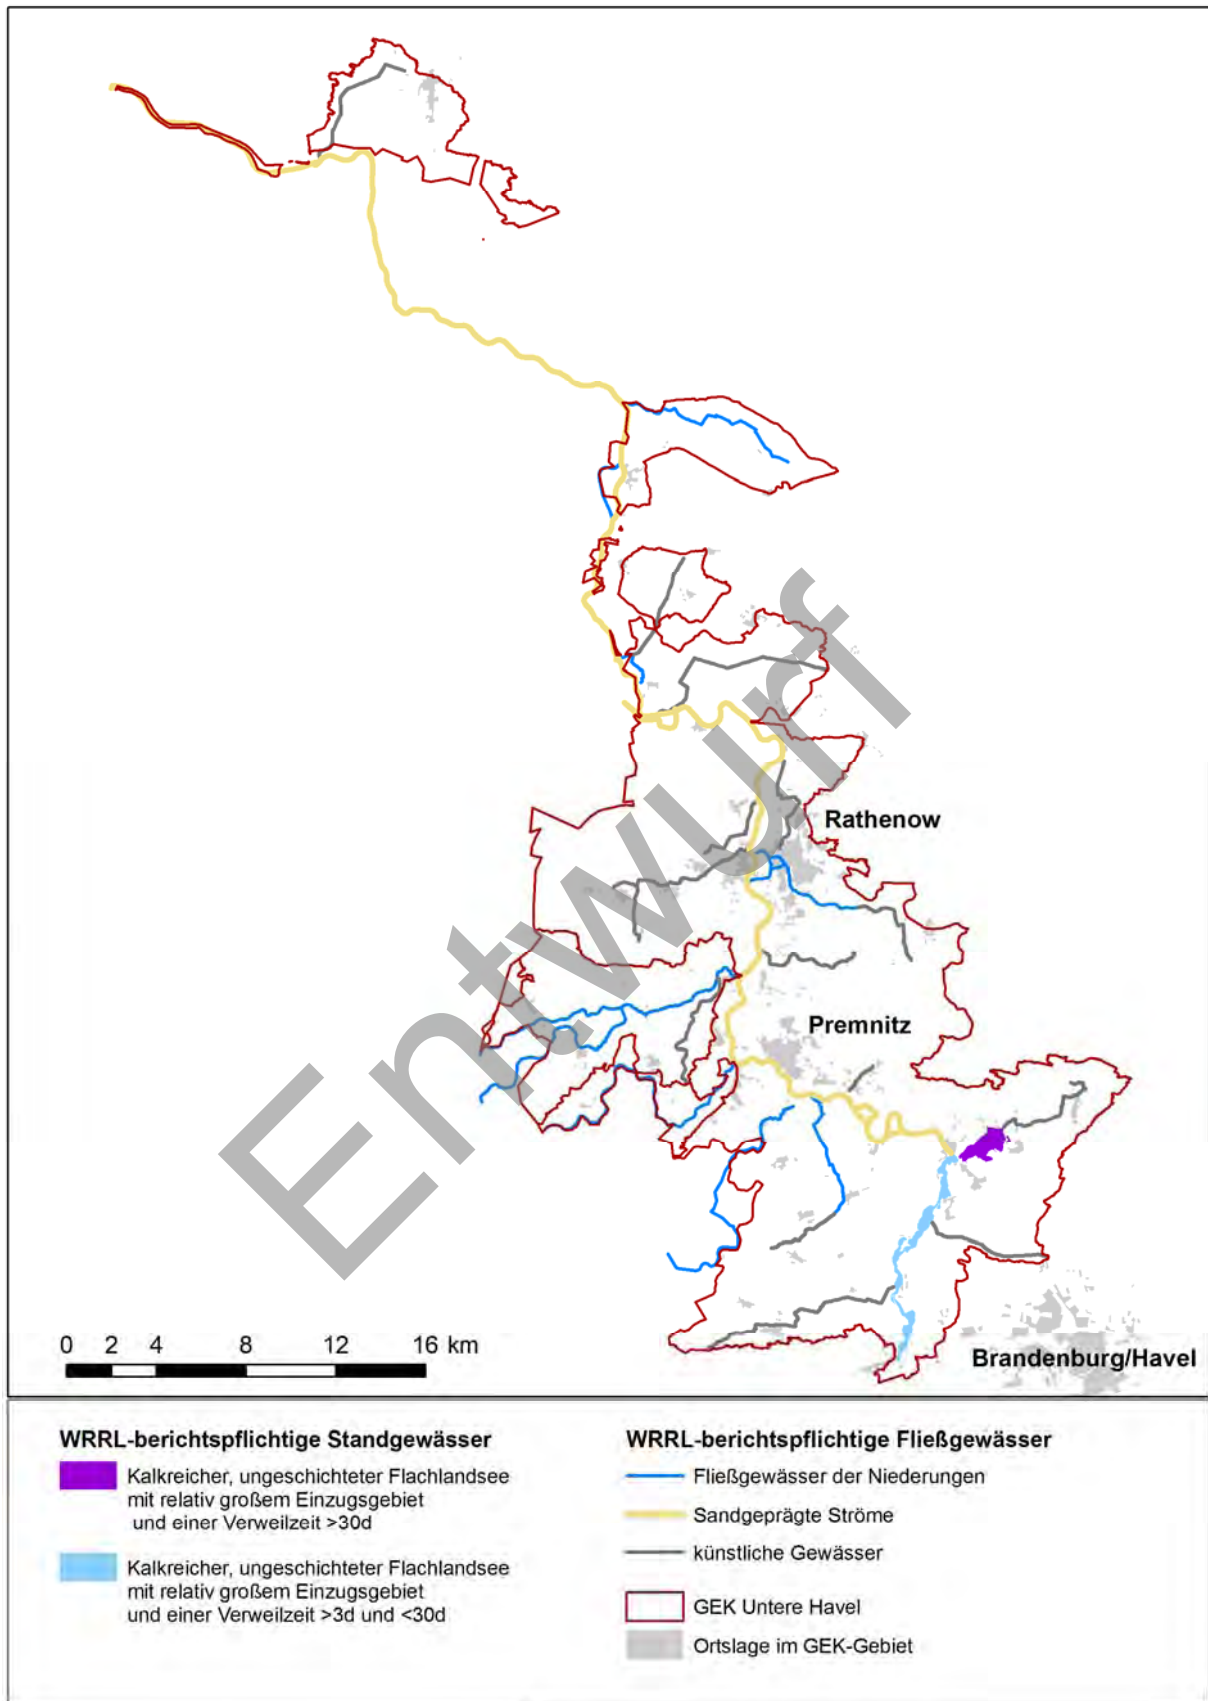 Entwurf
Rathenow
Premnitz
Brandenburg/Havel
0 2 4 8 12 16 km
WRRL-berichtspflichtige Standgewässer
Kalkreicher, ungeschichteter Flachlandsee
mit relativ großem Einzugsgebiet
und einer Verweilzeit >30d
Kalkreicher, ungeschichteter Flachlandsee
mit relativ großem Einzugsgebiet
und einer Verweilzeit >3d und <30d
WRRL-berichtspflichtige Fließgewässer
Fließgewässer der Niederungen
Sandgeprägte Ströme
künstliche Gewässer
GEK Untere Havel
Ortslage im GEK-Gebiet